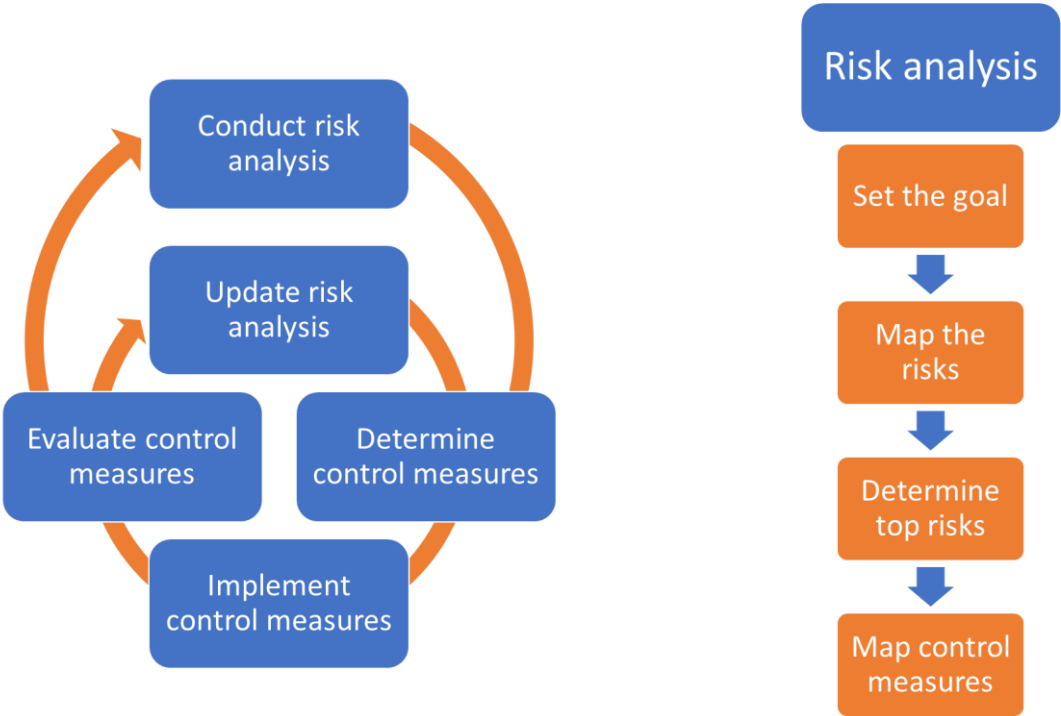 Conduct risk
analysis
Update risk
analysis
Evaluate control
measures
Determine
control measures
Implement
control measures
Risk analysis
Set the goal
Map the
risks
Determine
top risks
Map control
measures